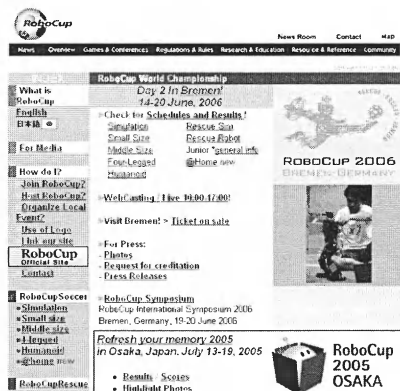 RoboCup
News Room Contact Map
News Overview Games & Conferences Regulations & Rules Research & Education Resource & Reference Community
What is
RoboCup
English
日本語
For Media
How do I?
Join RoboCup?
Host RoboCup?
Organize Local
Event?
Use of Logo
Link our site
RoboCup
Official Site
Contact
RoboCupSoccer
Simulation
Small size
Middle size
4 legged
Humanoid
@home new
RoboCupRescue
RoboCup World Championship
Day 2 In Bremen!
14-20 June, 2006
Check for Schedules and Results !
Simulation Rescue Sim
Small Size Rescue Robot
Middle Size Junior *general info
Four-Legged @Home new
Humanoid
WebCasting / Live 10:00-17:00!
Visit Bremen! > Ticket on sale
For Press:
- Photos
- Request for creditation
- Press Releases
RoboCup Symposium
RoboCup International Symposium 2006
Bremen, Germany, 19-20 June 2006
Refresh your memory 2005
in Osaka, Japan. July 13-19, 2005
Results / Scores
Highlight Photos
ROBOCUP 2006
BREMEN GERMANY
RoboCup
2005
OSAKA